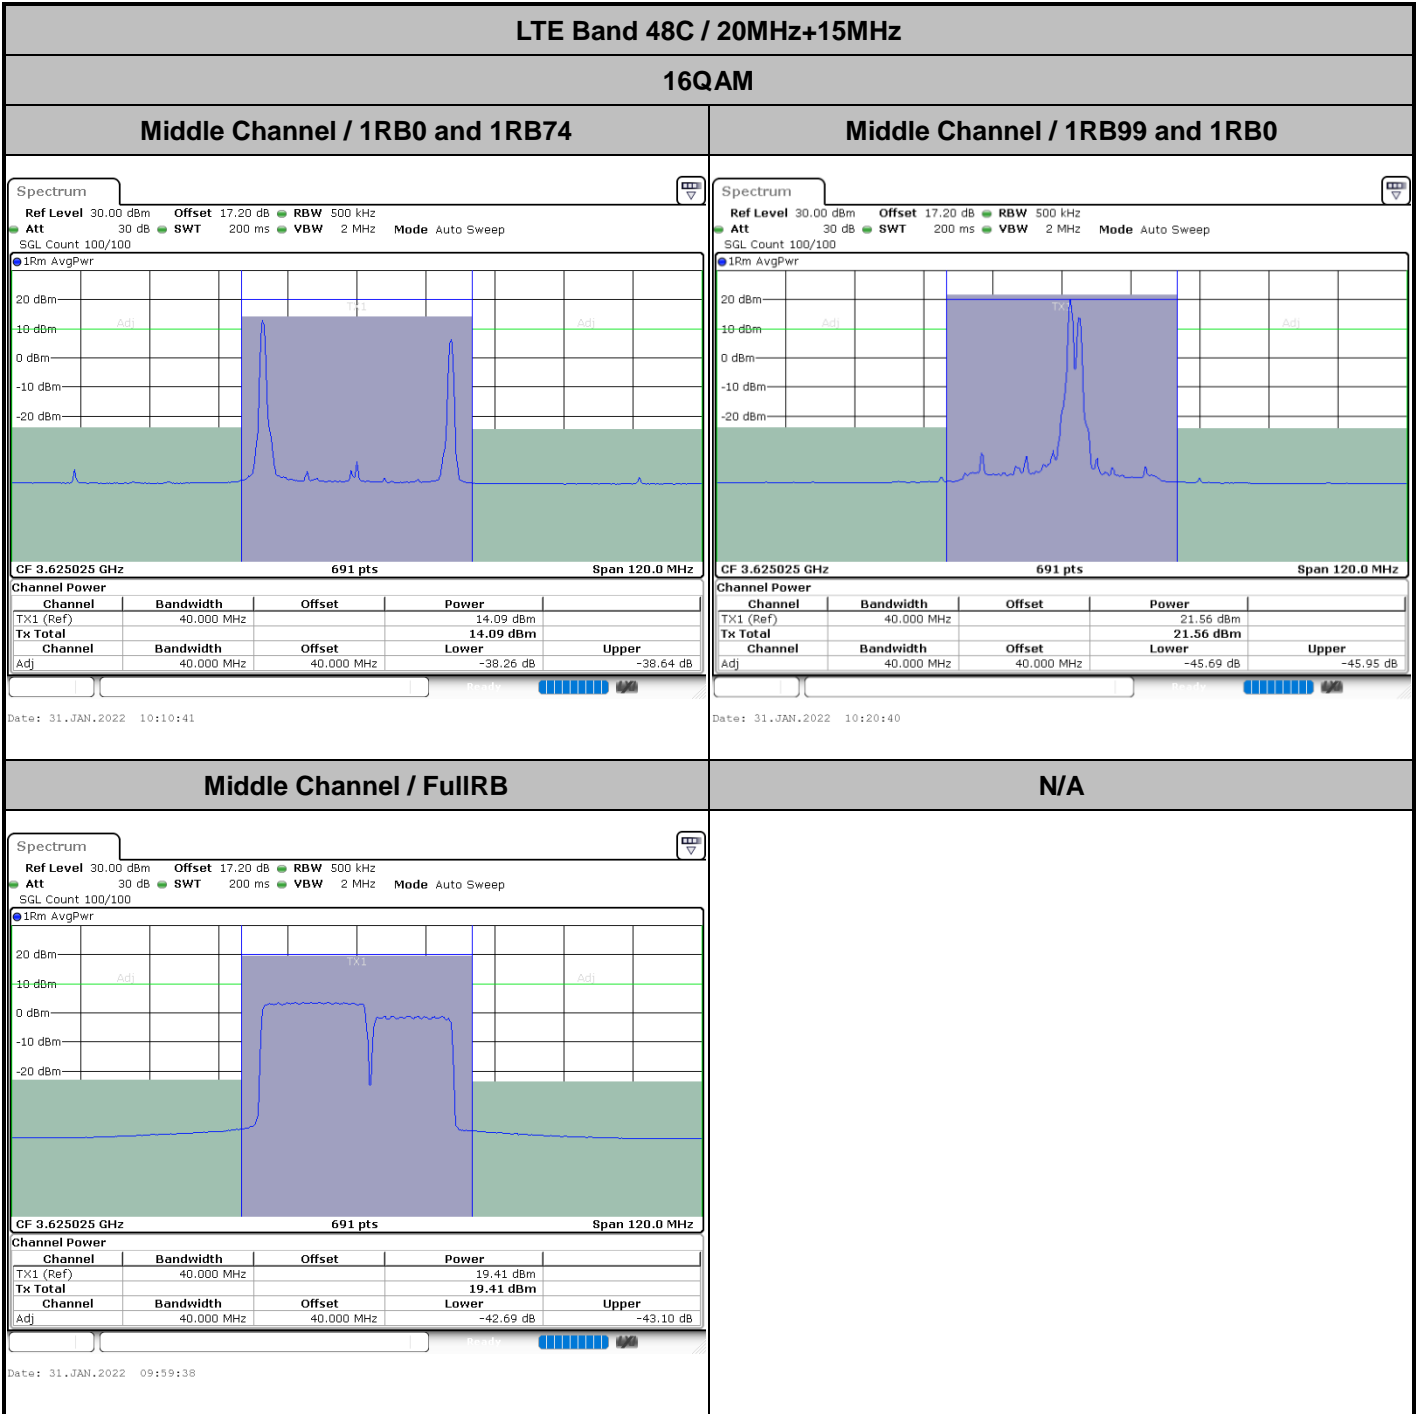 LTE Band 48C / 20MHz+15MHz
16QAM
Middle Channel / 1RB0 and 1RB74
Middle Channel / 1RB99 and 1RB0
Spectrum
Ref Level 30.00 dBm Offset 17.20 dB RBW 500 kHz
Att 30 dB SWT 200 ms VBW 2 MHz Mode Auto Sweep
SGL Count 100/100
1Rm AvgPwr
TX1
20 dBm
Adj
Adj
10 dBm
0 dBm
-10 dBm
-20 dBm
CF 3.625025 GHz 691 pts Span 120.0 MHz
Channel Power
Channel Bandwidth Offset Power
TX1 (Ref) 40.000 MHz 14.09 dBm
Tx Total 14.09 dBm
Channel Bandwidth Offset Lower Upper
Adj 40.000 MHz 40.000 MHz -38.26 dB -38.64 dB
Ready
Date: 31.JAN.2022 10:10:41
Spectrum
Ref Level 30.00 dBm Offset 17.20 dB RBW 500 kHz
Att 30 dB SWT 200 ms VBW 2 MHz Mode Auto Sweep
SGL Count 100/100
1Rm AvgPwr
20 dBm
TX1
Adj
Adj
10 dBm
0 dBm
-10 dBm
-20 dBm
CF 3.625025 GHz 691 pts Span 120.0 MHz
Channel Power
Channel Bandwidth Offset Power
TX1 (Ref) 40.000 MHz 21.56 dBm
Tx Total 21.56 dBm
Channel Bandwidth Offset Lower Upper
Adj 40.000 MHz 40.000 MHz -45.69 dB -45.95 dB
Ready
Date: 31.JAN.2022 10:20:40
Middle Channel / FullRB
N/A
Spectrum
Ref Level 30.00 dBm Offset 17.20 dB RBW 500 kHz
Att 30 dB SWT 200 ms VBW 2 MHz Mode Auto Sweep
SGL Count 100/100
1Rm AvgPwr
20 dBm
TX1
Adj
Adj
10 dBm
0 dBm
-10 dBm
-20 dBm
CF 3.625025 GHz 691 pts Span 120.0 MHz
Channel Power
Channel Bandwidth Offset Power
TX1 (Ref) 40.000 MHz 19.41 dBm
Tx Total 19.41 dBm
Channel Bandwidth Offset Lower Upper
Adj 40.000 MHz 40.000 MHz -42.69 dB -43.10 dB
Ready
Date: 31.JAN.2022 09:59:38